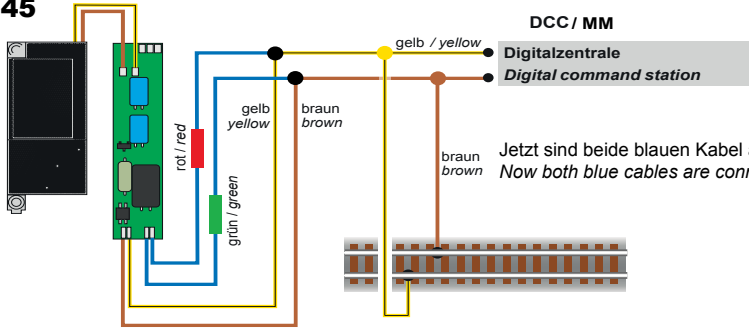 45
DCC / MM
gelb / yellow
Digitalzentrale
Digital command station
gelb
yellow
braun
brown
rot / red
grün / green
braun
brown
Jetzt sind beide blauen Kabel
Now both blue cables are